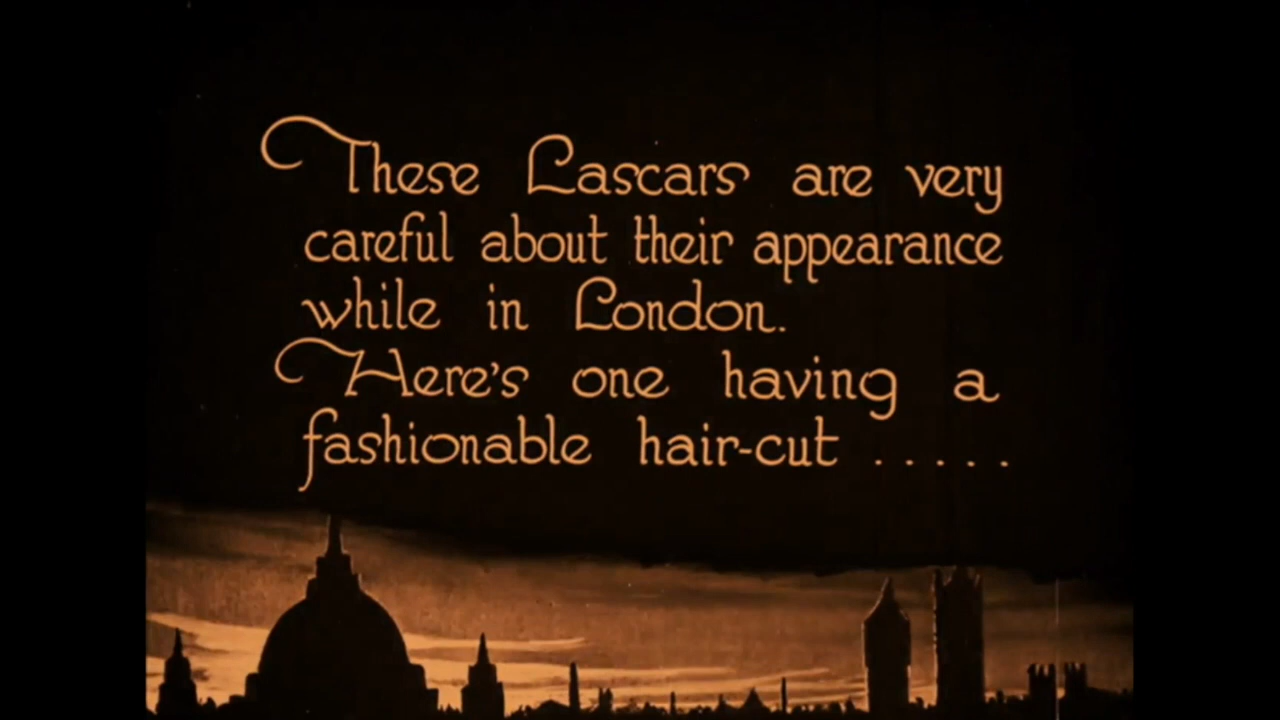 These Lascars are very
careful about their appearance
while in London.
Here's one having a
fashionable hair-cut .....